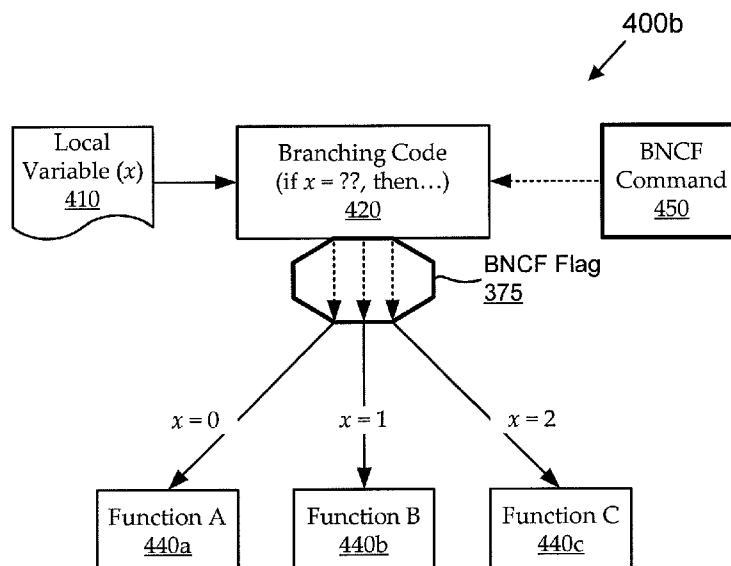 400b
Local
Variable (x)
410
Branching Code
(if x = ??, then...)
420
BNCF
Command
450
BNCF Flag
375
x = 0
x = 1
x = 2
Function A
440a
Function B
440b
Function C
440c